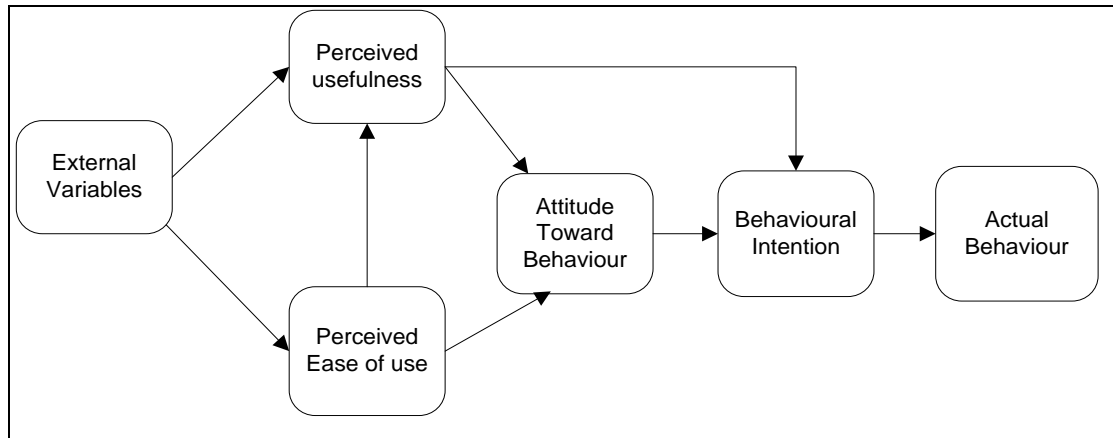 Perceived
usefulness
External
Variables
Attitude
Toward
Behaviour
Behavioural
Intention
Actual
Behaviour
Perceived
Ease of use